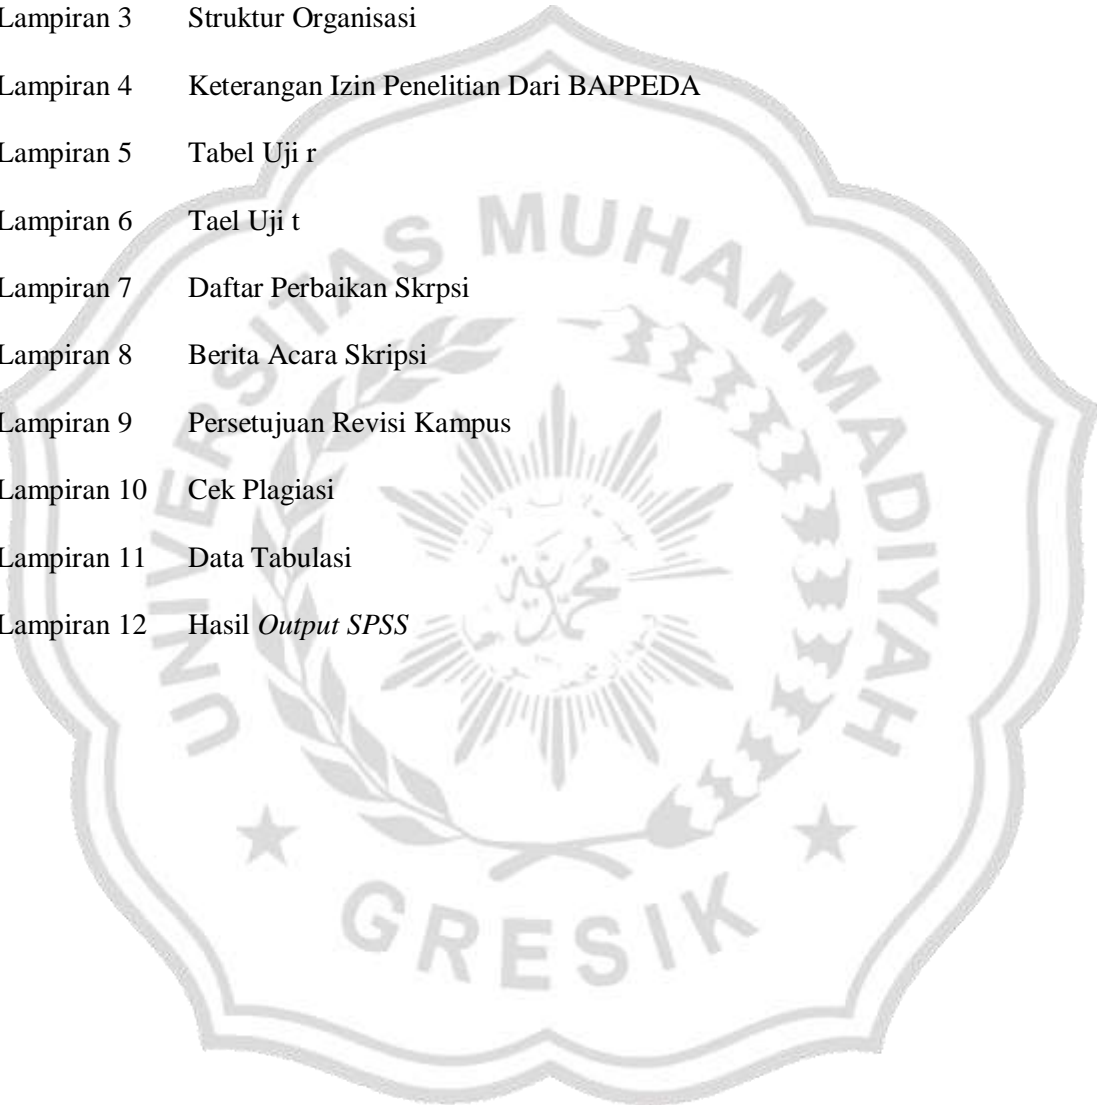 Lampiran 3 Struktur Organisasi
Lampiran 4 Keterangan Izin Penelitian Dari BAPPEDA
Lampiran 5 Tabel Uji r
Lampiran 6 Tael Uji t
Lampiran 7 Daftar Perbaikan Skrpsi
Lampiran 8 Berita Acara Skripsi
Lampiran 9 Persetujuan Revisi Kampus
Lampiran 10 Cek Plagiasi
Lampiran 11 Data Tabulasi
Lampiran 12 Hasil Output SPSS
UNIVERSITAS MUHAMMADIYAH
GRESIK